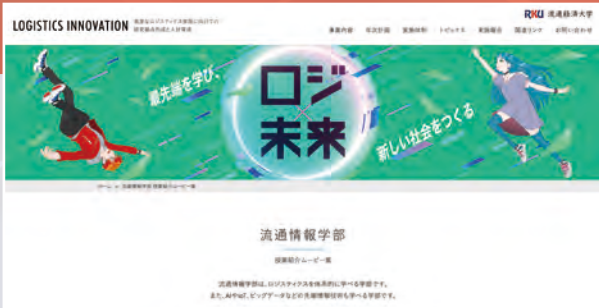 LOGISTICS INNOVATION
RKU 流通経済大学
事業内容 年次計画 実施体制 トピックス 実施報告 関連リンク お問い合わせ
最先端を学び、
ロジ
×
未来
新しい社会をつくる
ホーム
流通情報学部
授業紹介ムービー集
流通情報学部は、ロジスティクスを体系的に学べる学部です。
また、AIやIoT、ビッグデータなどの先端情報技術も学べる学部です。